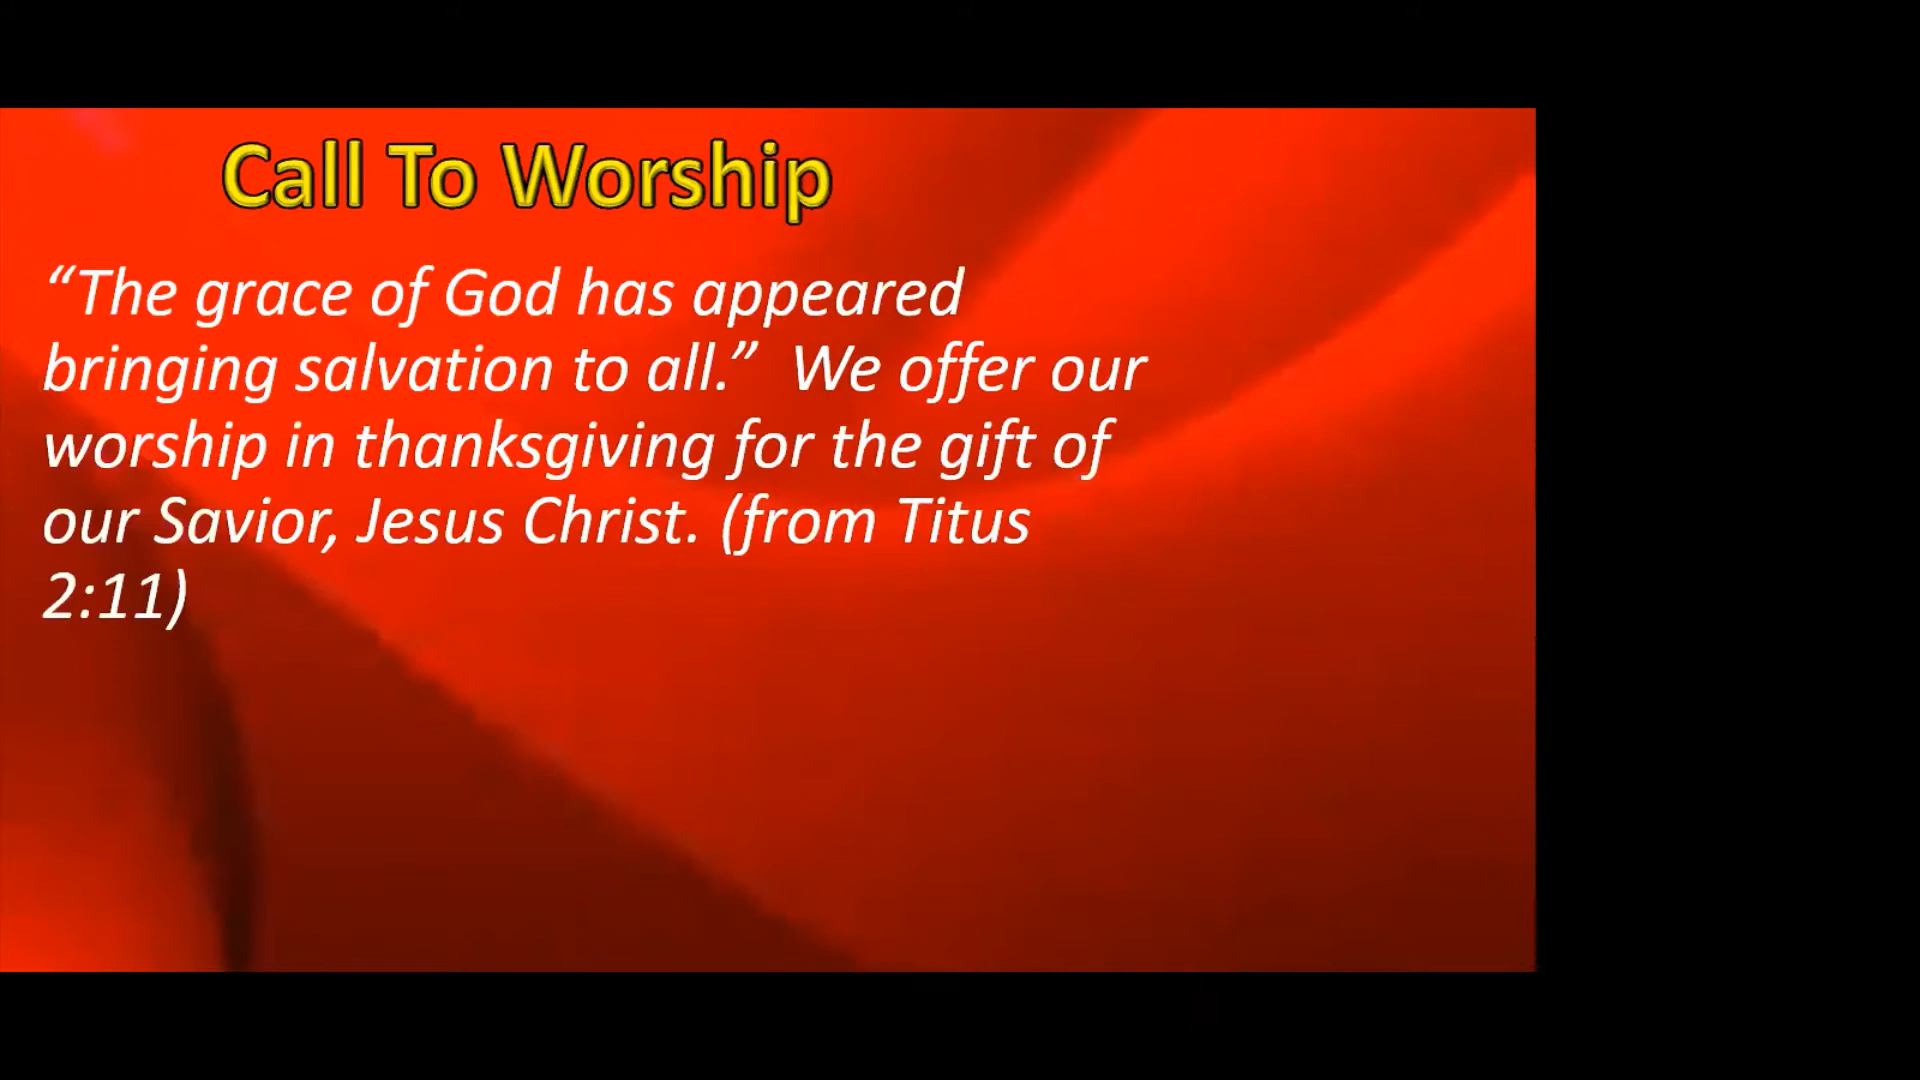 Call To Worship
“The grace of God has appeared
bringing salvation to all.”  We offer our
worship in thanksgiving for the gift of
our Savior, Jesus Christ. (from Titus
2:11)